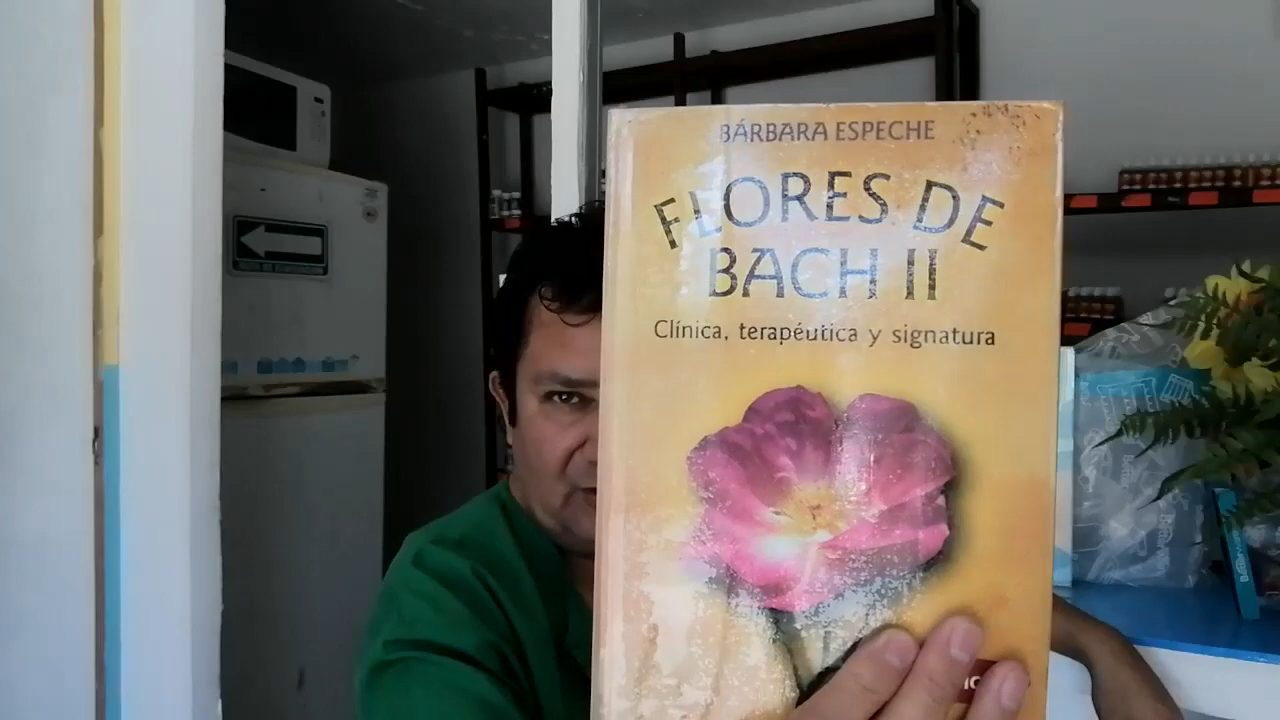 BÁRBARA ESPECHE
FLORES DE
BACH II
Clínica, terapéutica y signatura